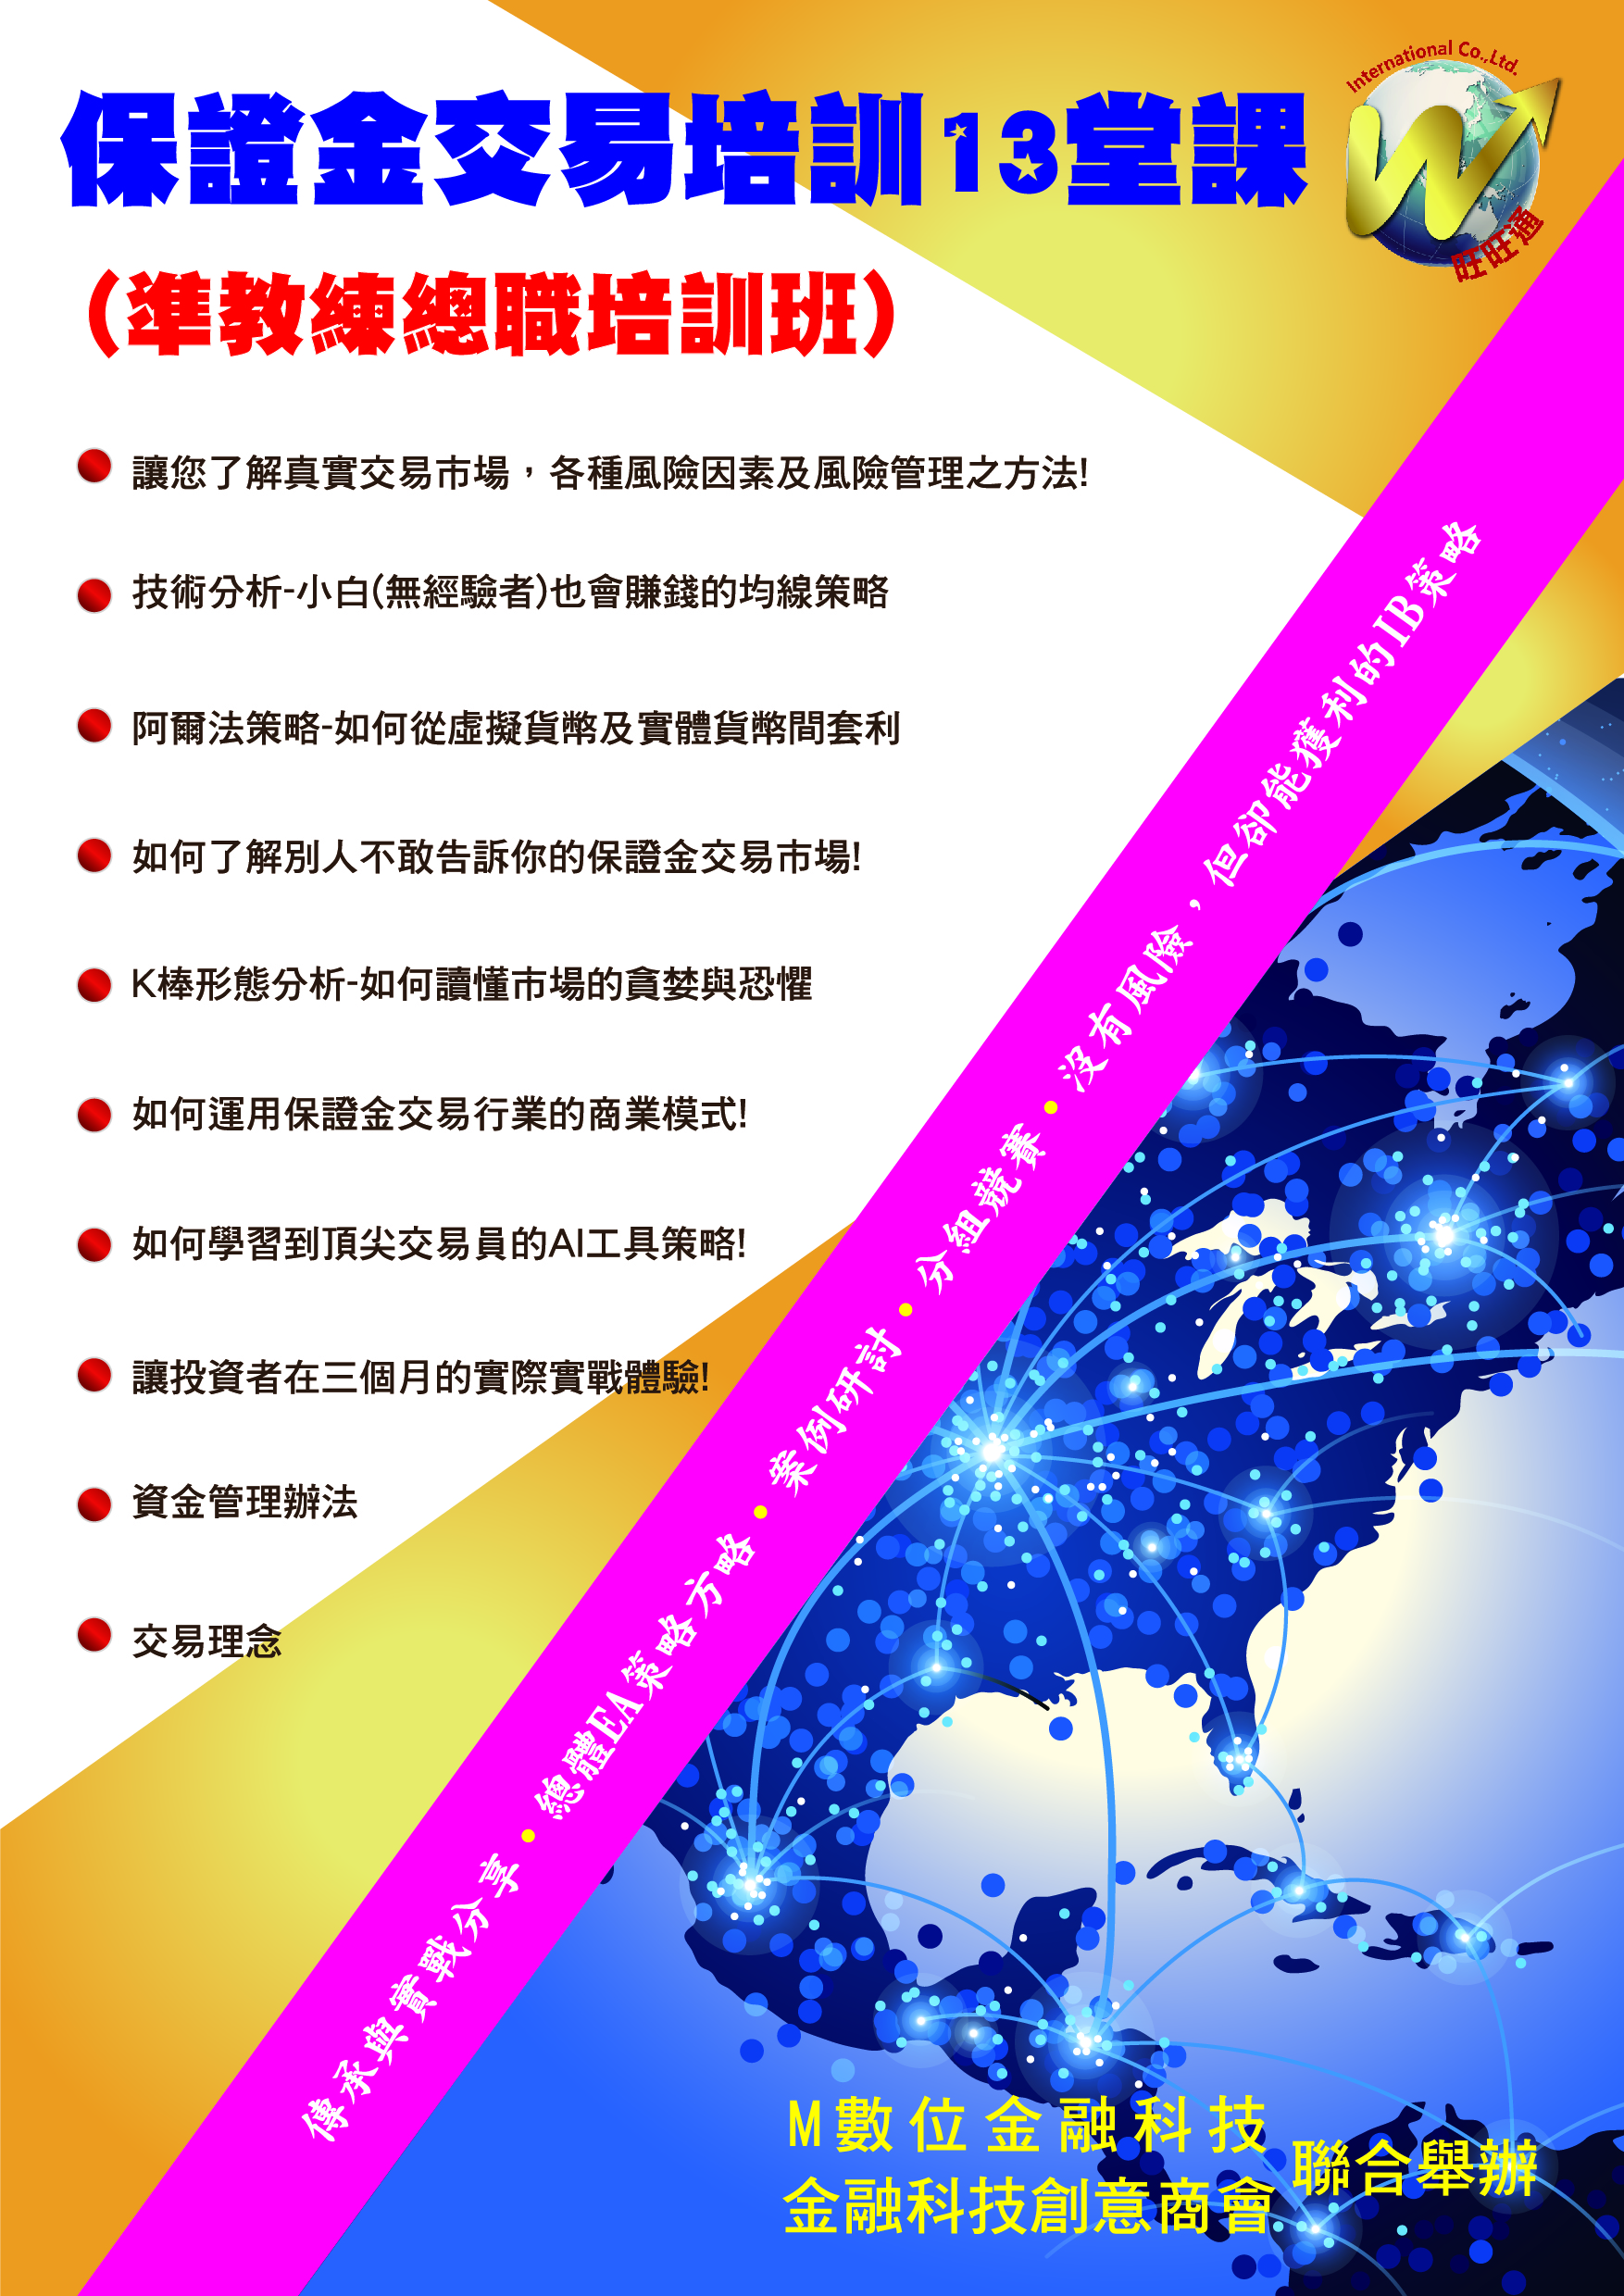 保證金交易培訓13堂課
International Co.,Ltd.
旺旺通
（準教練總職培訓班）
讓您了解真實交易市場，各種風險因素及風險管理之方法!
技術分析-小白(無經驗者)也會賺錢的均線策略
阿爾法策略-如何從虛擬貨幣及實體貨幣間套利
如何了解別人不敢告訴你的保證金交易市場!
K棒形態分析-如何讀懂市場的貪婪與恐懼
如何運用保證金交易行業的商業模式!
如何學習到頂尖交易員的AI工具策略!
讓投資者在三個月的實際實戰體驗!
資金管理辦法
交易理念
傳承與實戰分享•總體EA策略方略•案例研討•分組競賽•沒有風險，但卻能獲利的IB策略
M數位金融科技
金融科技創意商會
聯合舉辦